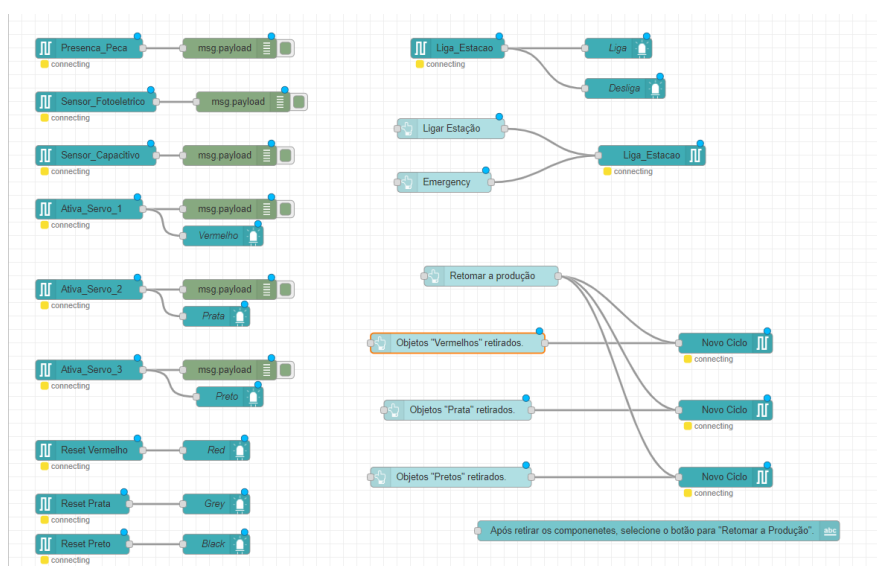 Presenca_Peca
msg.payload
connecting
Sensor_Fotoeletrico
msg.payload
connecting
Sensor_Capacitivo
msg.payload
connecting
Ativa_Servo_1
msg.payload
connecting
Vermelho
Ativa_Servo_2
msg.payload
connecting
Prata
Ativa_Servo_3
msg.payload
connecting
Preto
Reset Vermelho
Red
connecting
Reset Prata
Grey
connecting
Reset Preto
Black
connecting
Liga_Estacao
Liga
connecting
Desliga
Ligar Estação
Liga_Estacao
connecting
Emergency
Retomar a produção
Objetos "Vermelhos" retirados.
Novo Ciclo
connecting
Objetos "Prata" retirados.
Novo Ciclo
connecting
Objetos "Pretos" retirados.
Novo Ciclo
connecting
Após retirar os componenetes, selecione o botão para "Retomar a Produção".
abc